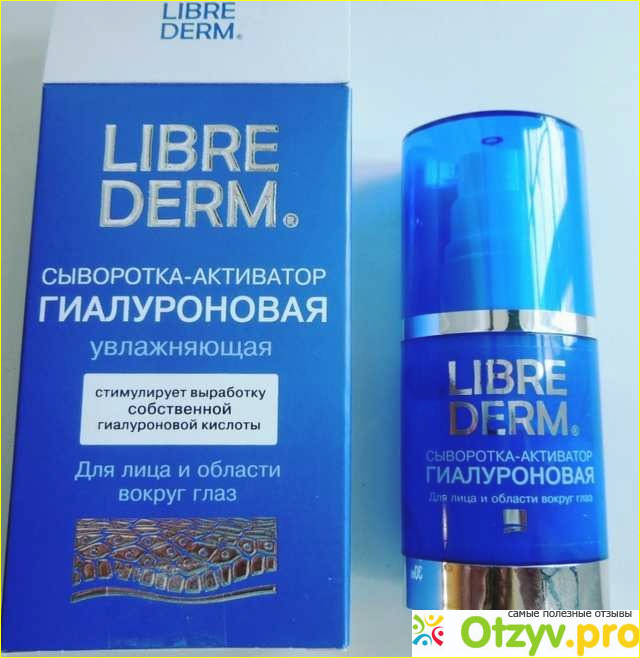 LIBRE
DERM®
LIBRE
DERM®
СЫВОРОТКА-АКТИВАТОР
ГИАЛУРОНОВАЯ
увлажняющая
стимулирует выработку
собственной
гиалуроновой кислоты
Для лица и области
вокруг глаз
LIBRE
DERM®
СЫВОРОТКА-АКТИВАТОР
ГИАЛУРОНОВАЯ
Для лица и области вокруг глаз
самые полезные отзывы
Otzyv.pro